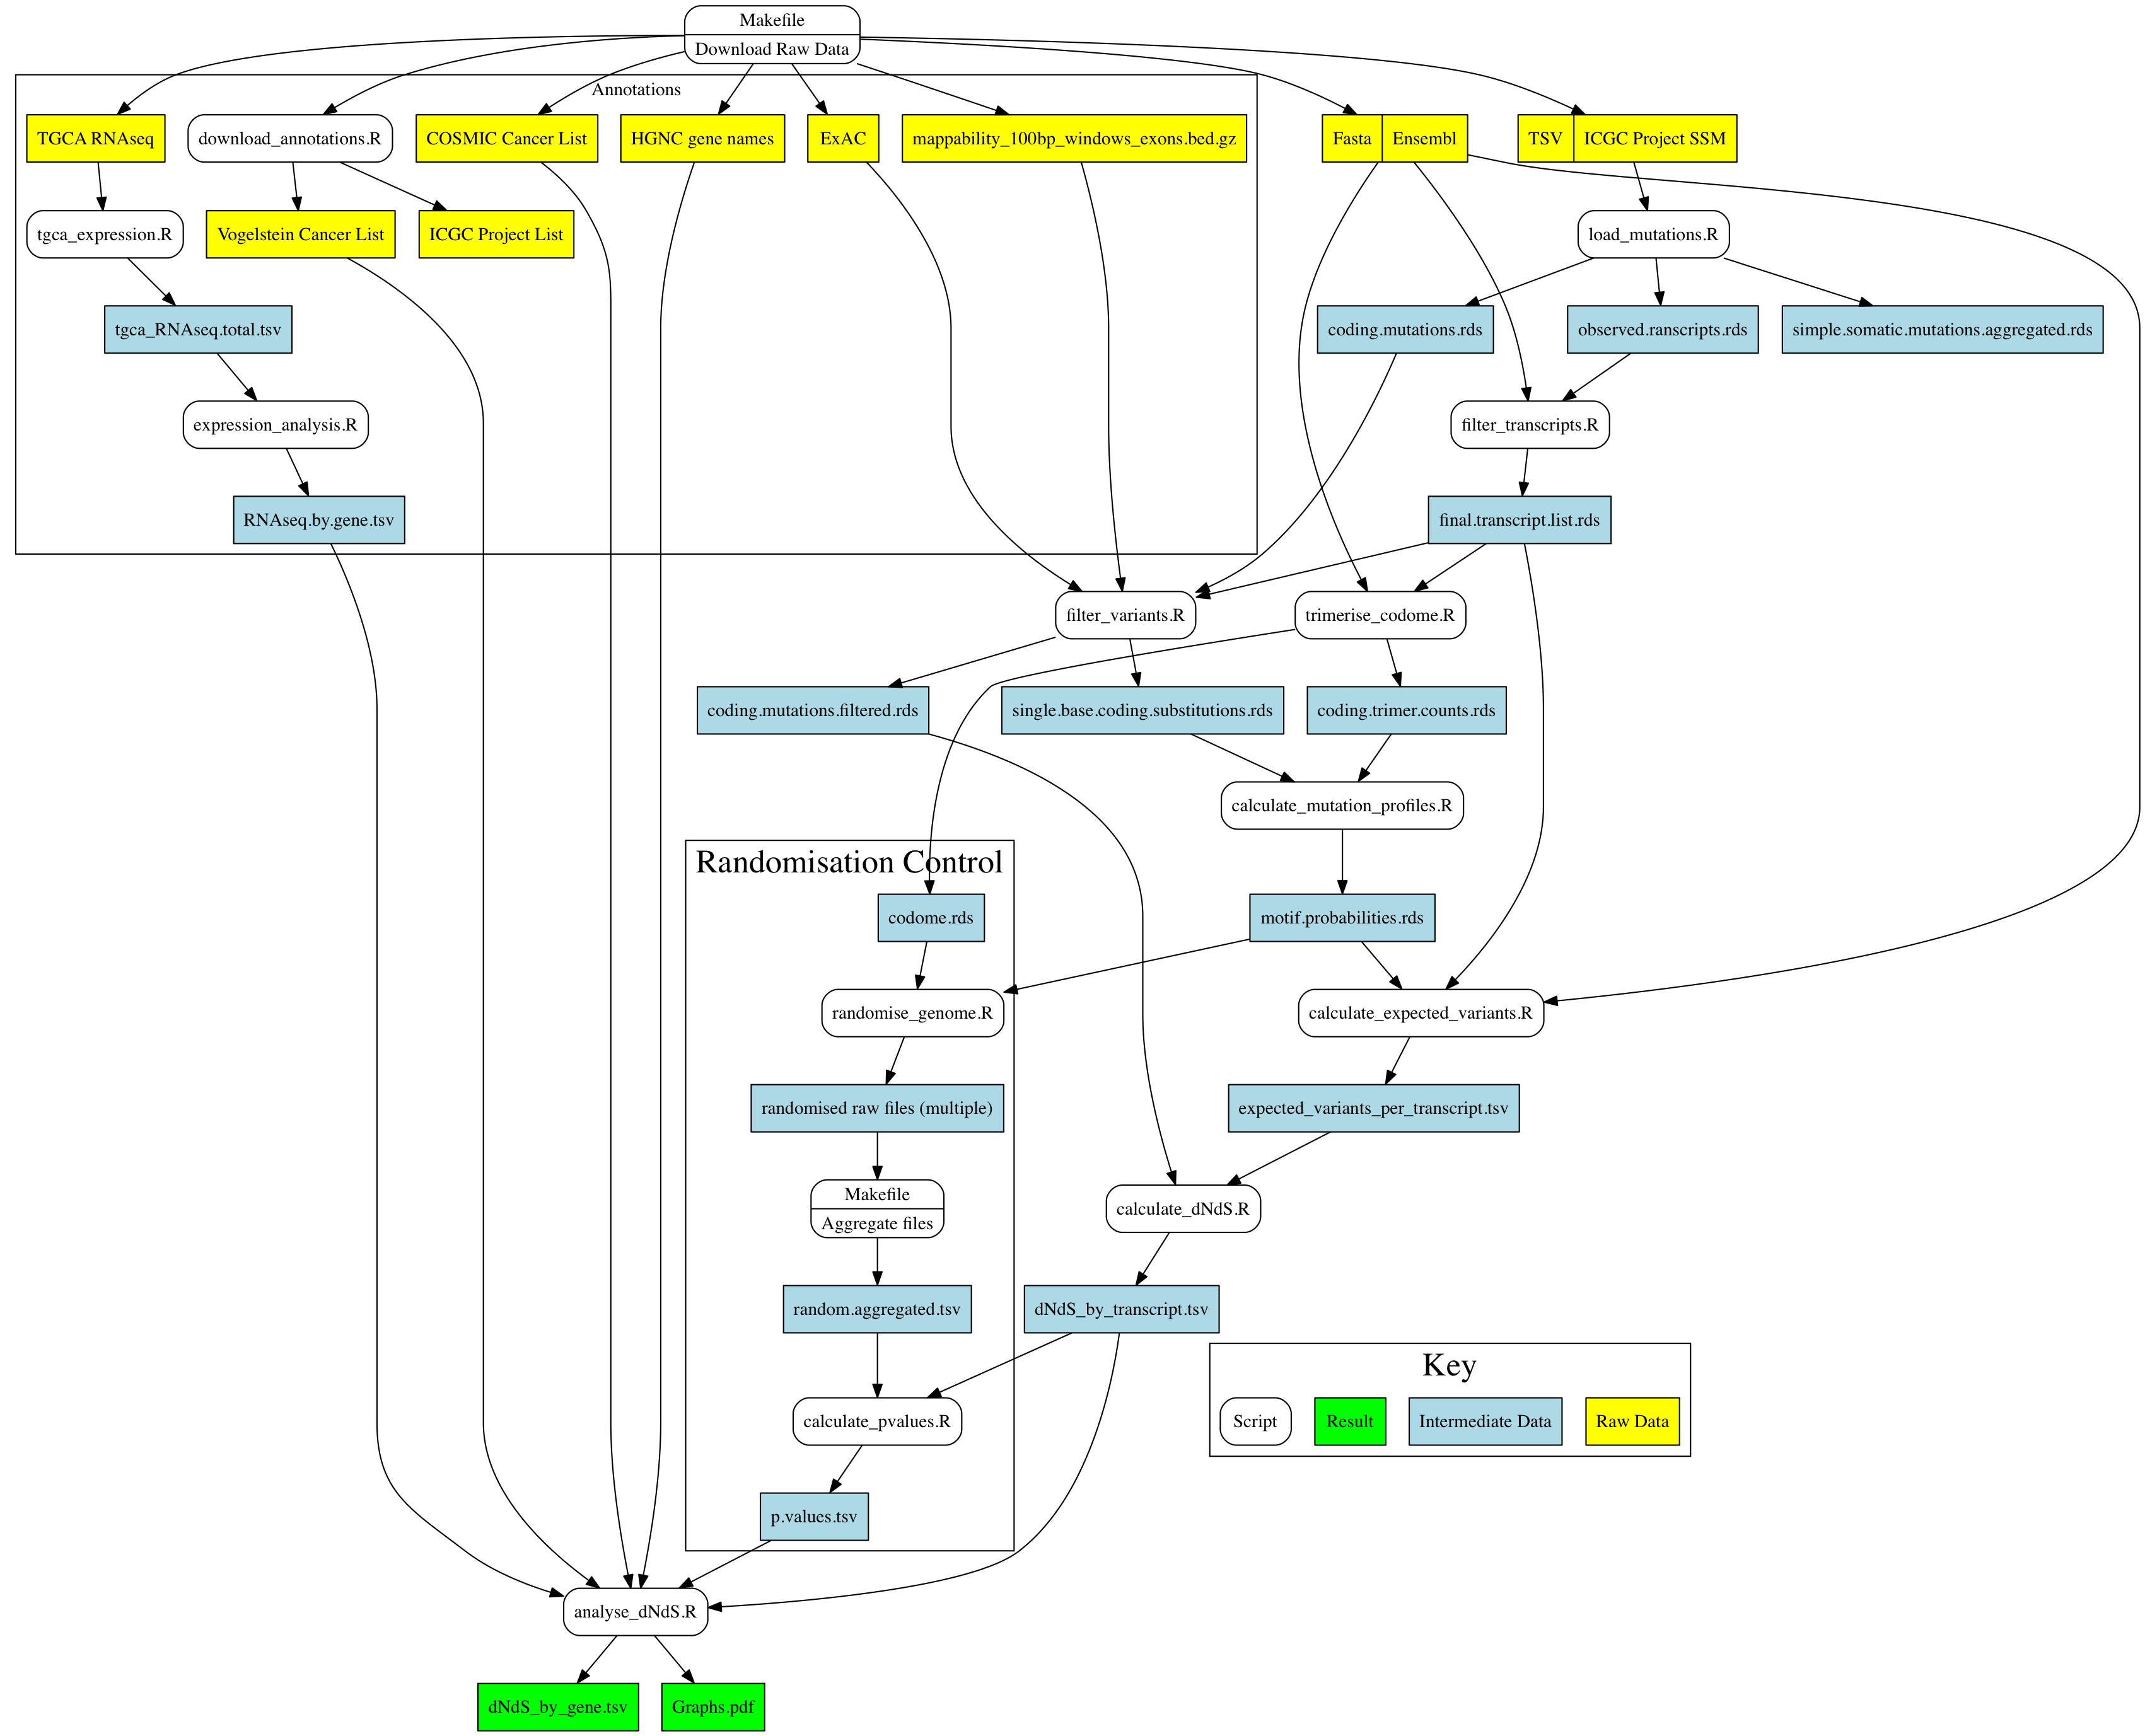 Makefile
Download Raw Data
Annotations
TGCA RNAseq
download_annotations.R
COSMIC Cancer List
HGNC gene names
ExAC
mappability_100bp_windows_exons.bed.gz
Fasta
Ensembl
TSV
ICGC Project SSM
tgca_expression.R
Vogelstein Cancer List
ICGC Project List
load_mutations.R
tgca_RNAseq.total.tsv
coding.mutations.rds
observed.ranscripts.rds
simple.somatic.mutations.aggregated.rds
expression_analysis.R
filter_transcripts.R
RNAseq.by.gene.tsv
final.transcript.list.rds
filter_variants.R
trimerise_codome.R
coding.mutations.filtered.rds
single.base.coding.substitutions.rds
coding.trimer.counts.rds
calculate_mutation_profiles.R
Randomisation Control
codome.rds
motif.probabilities.rds
randomise_genome.R
calculate_expected_variants.R
randomised raw files (multiple)
expected_variants_per_transcript.tsv
Makefile
Aggregate files
calculate_dNdS.R
random.aggregated.tsv
dNdS_by_transcript.tsv
Key
calculate_pvalues.R
Script
Result
Intermediate Data
Raw Data
p.values.tsv
analyse_dNdS.R
dNdS_by_gene.tsv
Graphs.pdf